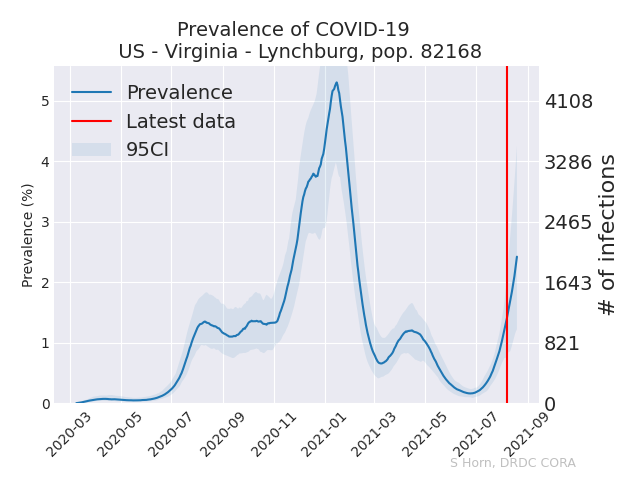 Prevalence of COVID-19
US - Virginia - Lynchburg, pop. 82168
Prevalence
Latest data
95CI
Prevalence (%)
5
4
3
2
1
0
4108
3286
2465
1643
821
0
# of infections
2020-03
2020-05
2020-07
2020-09
2020-11
2021-01
2021-03
2021-05
2021-07
2021-09
S Horn, DRDC CORA